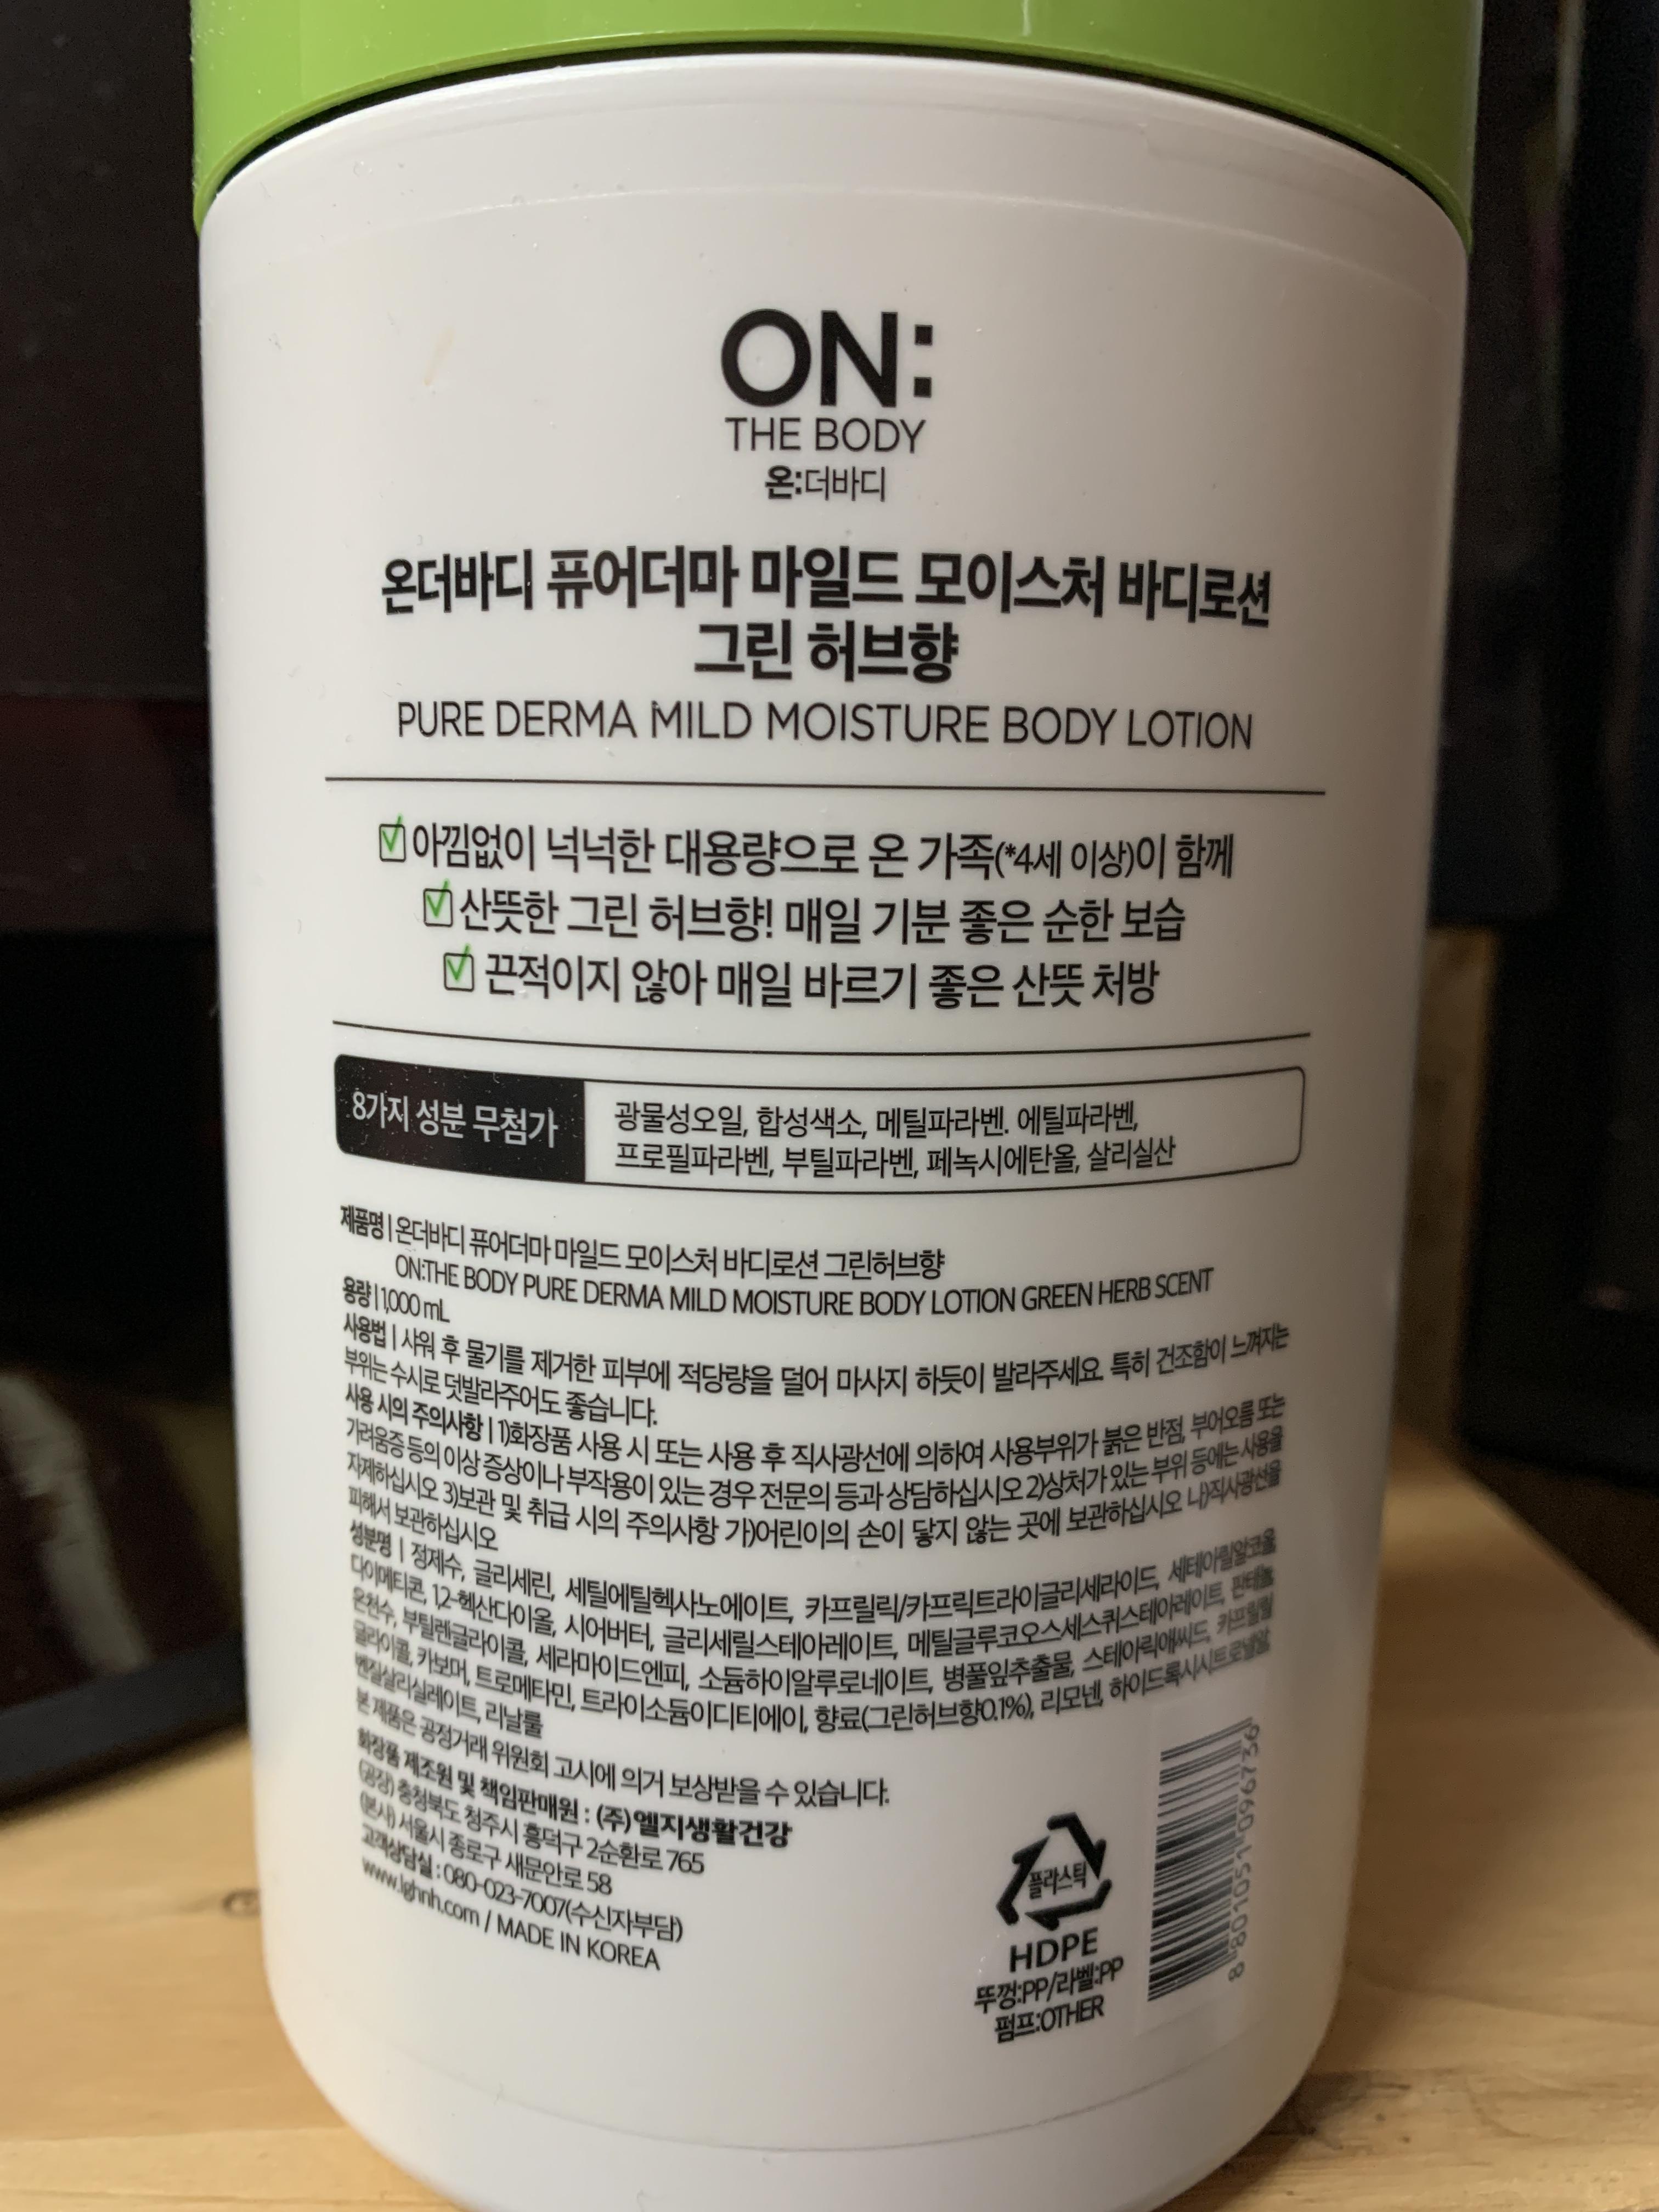 ON:
THE BODY
온:더바디
온더바디 퓨어더마 마일드 모이스처 바디로션
그린 허브향
PURE DERMA MILD MOISTURE BODY LOTION
아낌없이 넉넉한 대용량으로 온 가족(*4세 이상)이 함께
산뜻한 그린 허브향! 매일 기분 좋은 순한 보습
끈적이지 않아 매일 바르기 좋은 산뜻 처방
8가지 성분 무첨가
광물성오일, 합성색소, 메틸파라벤. 에틸파라벤,
프로필파라벤, 부틸파라벤, 페녹시에탄올, 살리실산
제품명 | 온더바디 퓨어더마 마일드 모이스처 바디로션 그린허브향
ON:THE BODY PURE DERMA MILD MOISTURE BODY LOTION GREEN HERB SCENT
용량 | 1,000 mL
사용법 | 샤워 후 물기를 제거한 피부에 적당량을 덜어 마사지 하듯이 발라주세요. 특히 건조함이 느껴지는
부위는 수시로 덧발라주어도 좋습니다.
사용 시의 주의사항 | 1)화장품 사용 시 또는 사용 후 직사광선에 의하여 사용부위가 붉은 반점, 부어오름 또는
가려움증 등의 이상 증상이나 부작용이 있는 경우 전문의 등과 상담하십시오 2)상처가 있는 부위 등에는 사용을
자제하십시오 3)보관 및 취급 시의 주의사항 가)어린이의 손이 닿지 않는 곳에 보관하십시오 나)직사광선을
피해서 보관하십시오
성분명 | 정제수, 글리세린, 세틸에틸헥사노에이트, 카프릴릭/카프릭트라이글리세라이드, 세테아릴알코올,
다이메티콘, 1,2-헥산다이올, 시어버터, 글리세릴스테아레이트, 메틸글루코오스세스퀴스테아레이트, 판테놀,
온천수, 부틸렌글라이콜, 세라마이드엔피, 소듐하이알루로네이트, 병풀잎추출물, 스테아릭애씨드, 카프릴릴
글라이콜, 카보머, 트로메타민, 트라이소듐이디티에이, 향료(그린허브향0.1%), 리모넨, 하이드록시시트로넬알,
벤질살리실레이트, 리날룰
본 제품은 공정거래 위원회 고시에 의거 보상받을 수 있습니다.
화장품 제조원 및 책임판매원 : (주)엘지생활건강
(공장) 충청북도 청주시 흥덕구 2순환로 765
(본사) 서울시 종로구 새문안로 58
고객상담실 : 080-023-7007(수신자부담)
www.lghnh.com / MADE IN KOREA
플라스틱
HDPE
뚜껑:PP/라벨:PP
펌프:OTHER
8 801051 096736